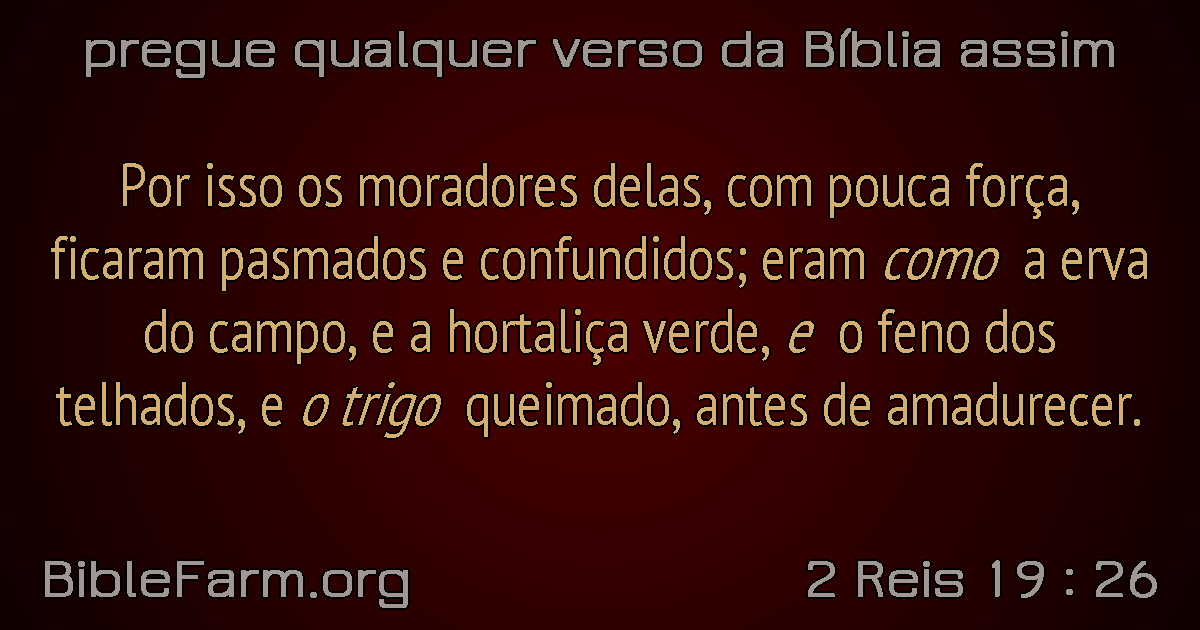 pregue qualquer verso da Bíblia assim
Por isso os moradores delas, com pouca força,
ficaram pasmados e confundidos; eram como a erva
do campo, e a hortaliça verde, e o feno dos
telhados, e o trigo queimado, antes de amadurecer.
BibleFarm.org
2 Reis 19 : 26